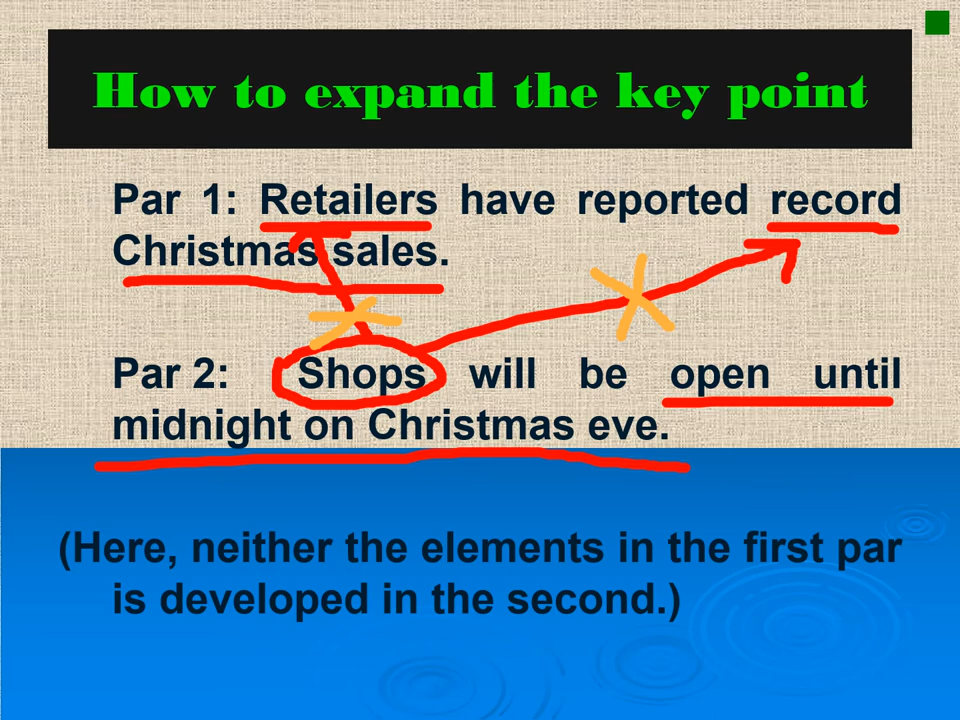 How to expand the key point
Par 1: Retailers have reported record
Christmas sales.
Par 2: Shops will be open until
midnight on Christmas eve.
(Here, neither the elements in the first par
is developed in the second.)